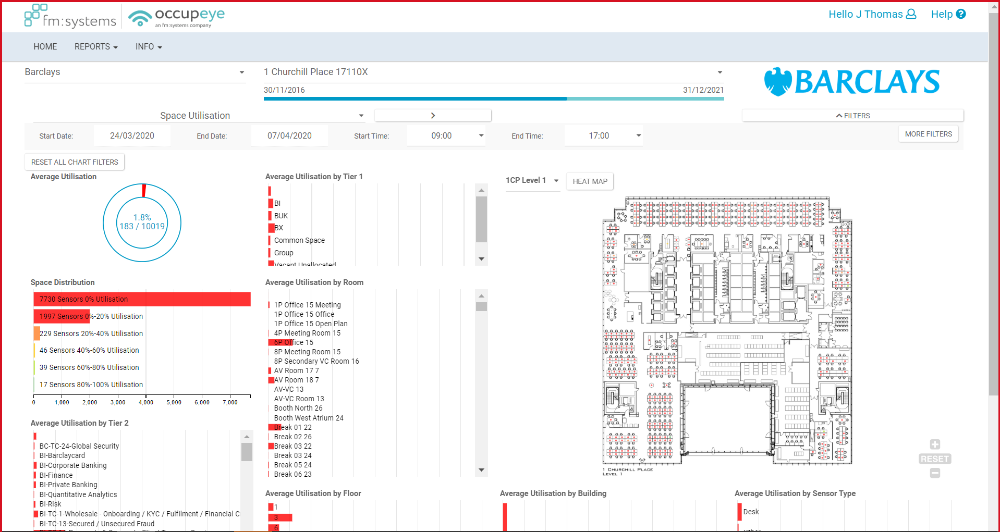 fm:systems
occupeye
an fm:systems company
Hello J Thomas
Help ?
HOME
REPORTS
INFO
Barclays
1 Churchill Place 17110X
30/11/2016
31/12/2021
BARCLAYS
Space Utilisation
FILTERS
Start Date:
24/03/2020
End Date:
07/04/2020
Start Time:
09:00
End Time:
17:00
MORE FILTERS
RESET ALL CHART FILTERS
Average Utilisation
1.8%
183 / 10019
Average Utilisation by Tier 1
BI
BUK
BX
Common Space
Group
Vacant Unallocated
1CP Level 1
HEAT MAP
1 CHURCHILL PLACE
LEVEL 1
RESET
Space Distribution
7730 Sensors 0% Utilisation
1997 Sensors 0%-20% Utilisation
229 Sensors 20%-40% Utilisation
46 Sensors 40%-60% Utilisation
39 Sensors 60%-80% Utilisation
17 Sensors 80%-100% Utilisation
0 1,000 2,000 3,000 4,000 5,000 6,000 7,000
Average Utilisation by Room
1P Office 15 Meeting
1P Office 15 Office
1P Office 15 Open Plan
4P Meeting Room 15
6P Office 15
8P Meeting Room 15
8P Secondary VC Room 16
AV Room 17 7
AV Room 18 7
AV-VC 13
AV-VC Room 13
Booth North 26
Booth West Atrium 24
Break 01 22
Break 02 26
Break 03 22
Break 03 24
Break 05 24
Break 06 23
Average Utilisation by Tier 2
BC-TC-24-Global Security
BI-Barclaycard
BI-Corporate Banking
BI-Finance
BI-Private Banking
BI-Quantitative Analytics
BI-Risk
BI-TC-1-Wholesale - Onboarding / KYC / Fulfilment / Financial C
BI-TC-13-Secured / Unsecured Fraud
Average Utilisation by Floor
1
3
6
Average Utilisation by Building
Average Utilisation by Sensor Type
Desk